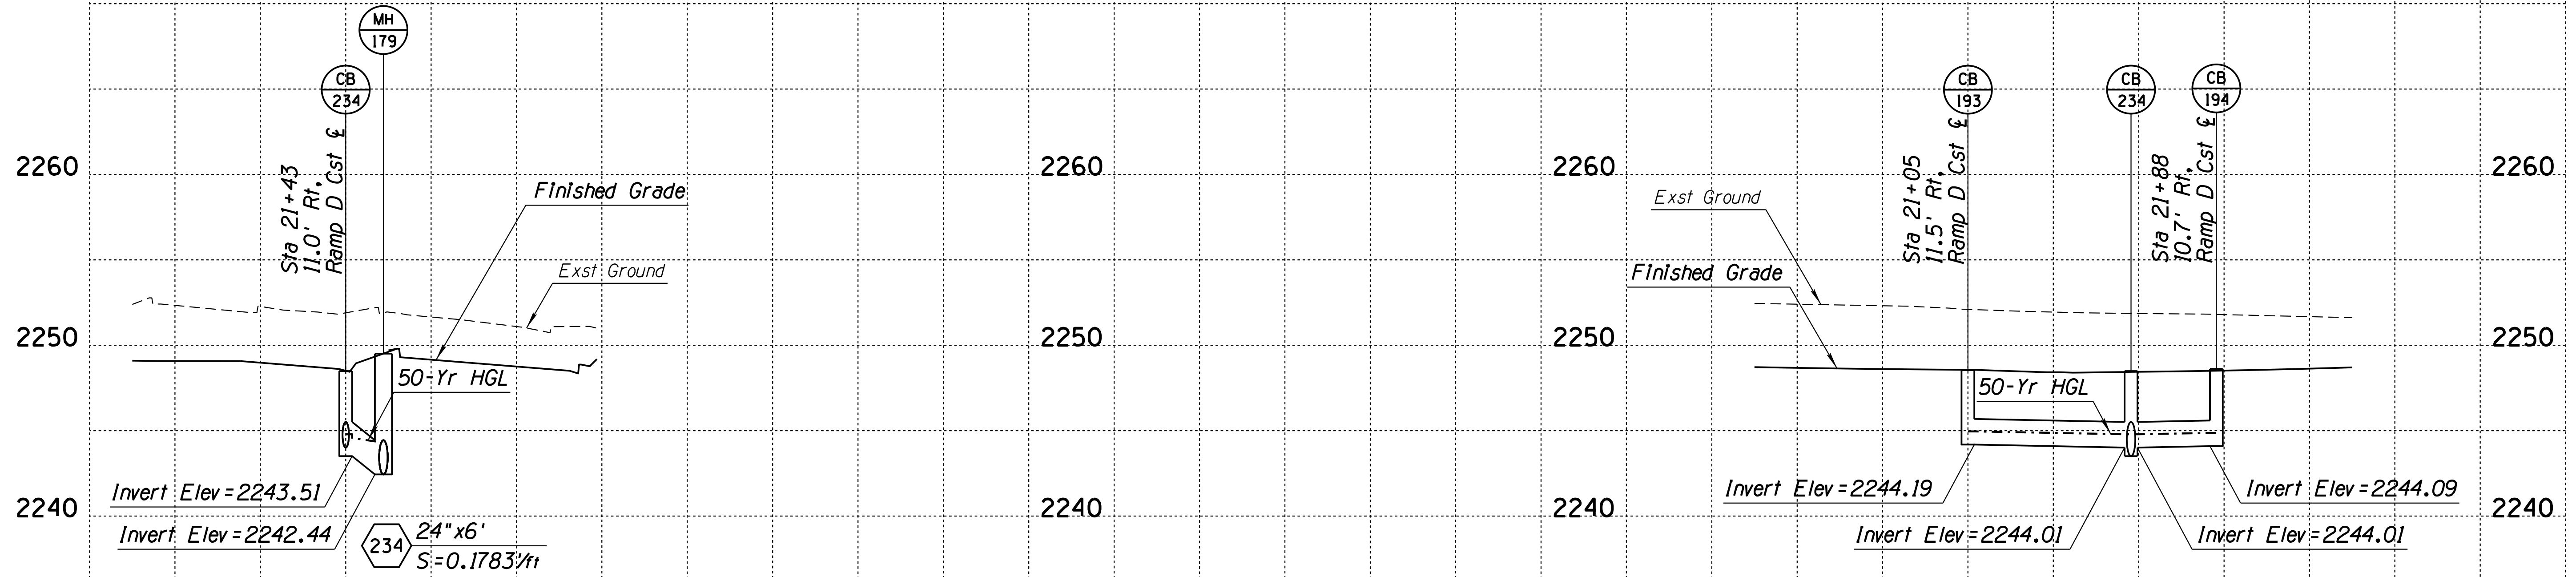 MH
179
CB
234
Sta 21+43
11.0' Rt,
Ramp D Cst ℄
2260
2250
2240
Finished Grade
Exst Ground
50-Yr HGL
Invert Elev=2243.51
Invert Elev=2242.44
234
24"x6'
S=0.1783'/ft
2260
2250
2240
2260
2250
2240
Exst Ground
Finished Grade
CB
193
Sta 21+05
11.5' Rt,
Ramp D Cst ℄
CB
234
CB
194
Sta 21+88
10.7' Rt,
Ramp D Cst ℄
50-Yr HGL
Invert Elev=2244.19
Invert Elev=2244.01
Invert Elev=2244.01
Invert Elev=2244.09
2260
2250
2240